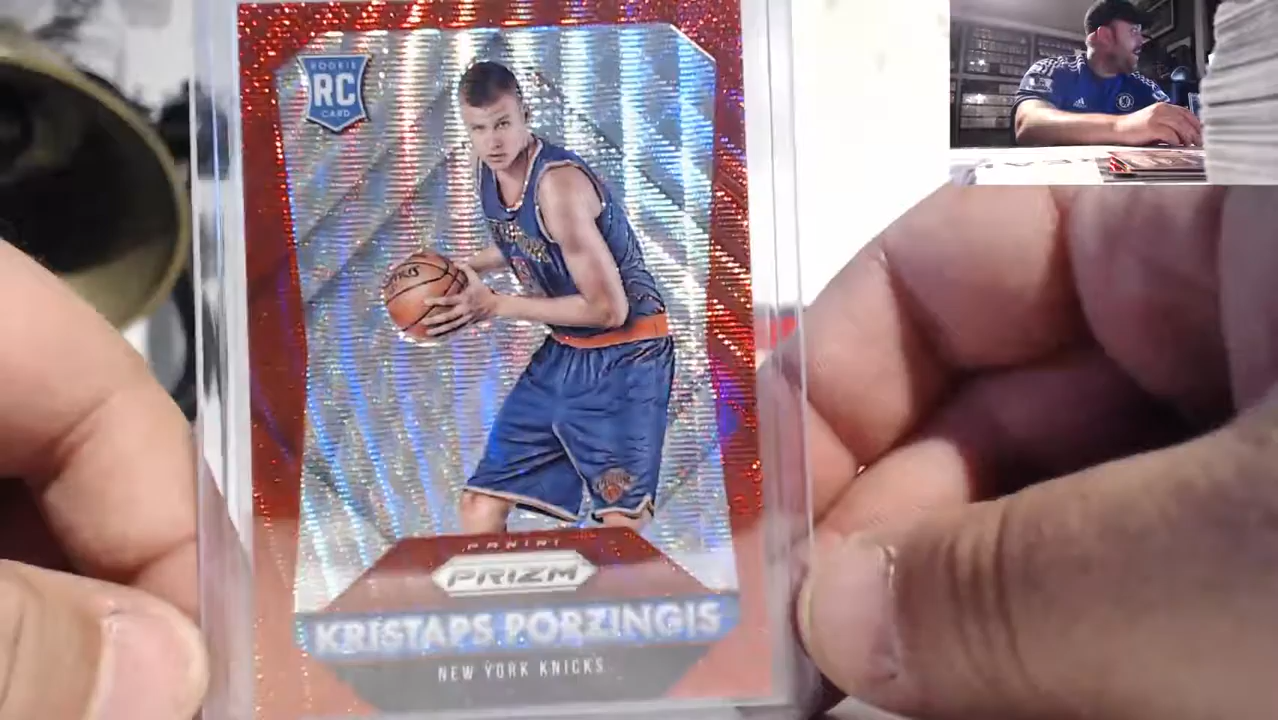 ROOKIE
RC
CARD
PANINI
PRIZM
KRISTAPS PORZINGIS
NEW YORK KNICKS